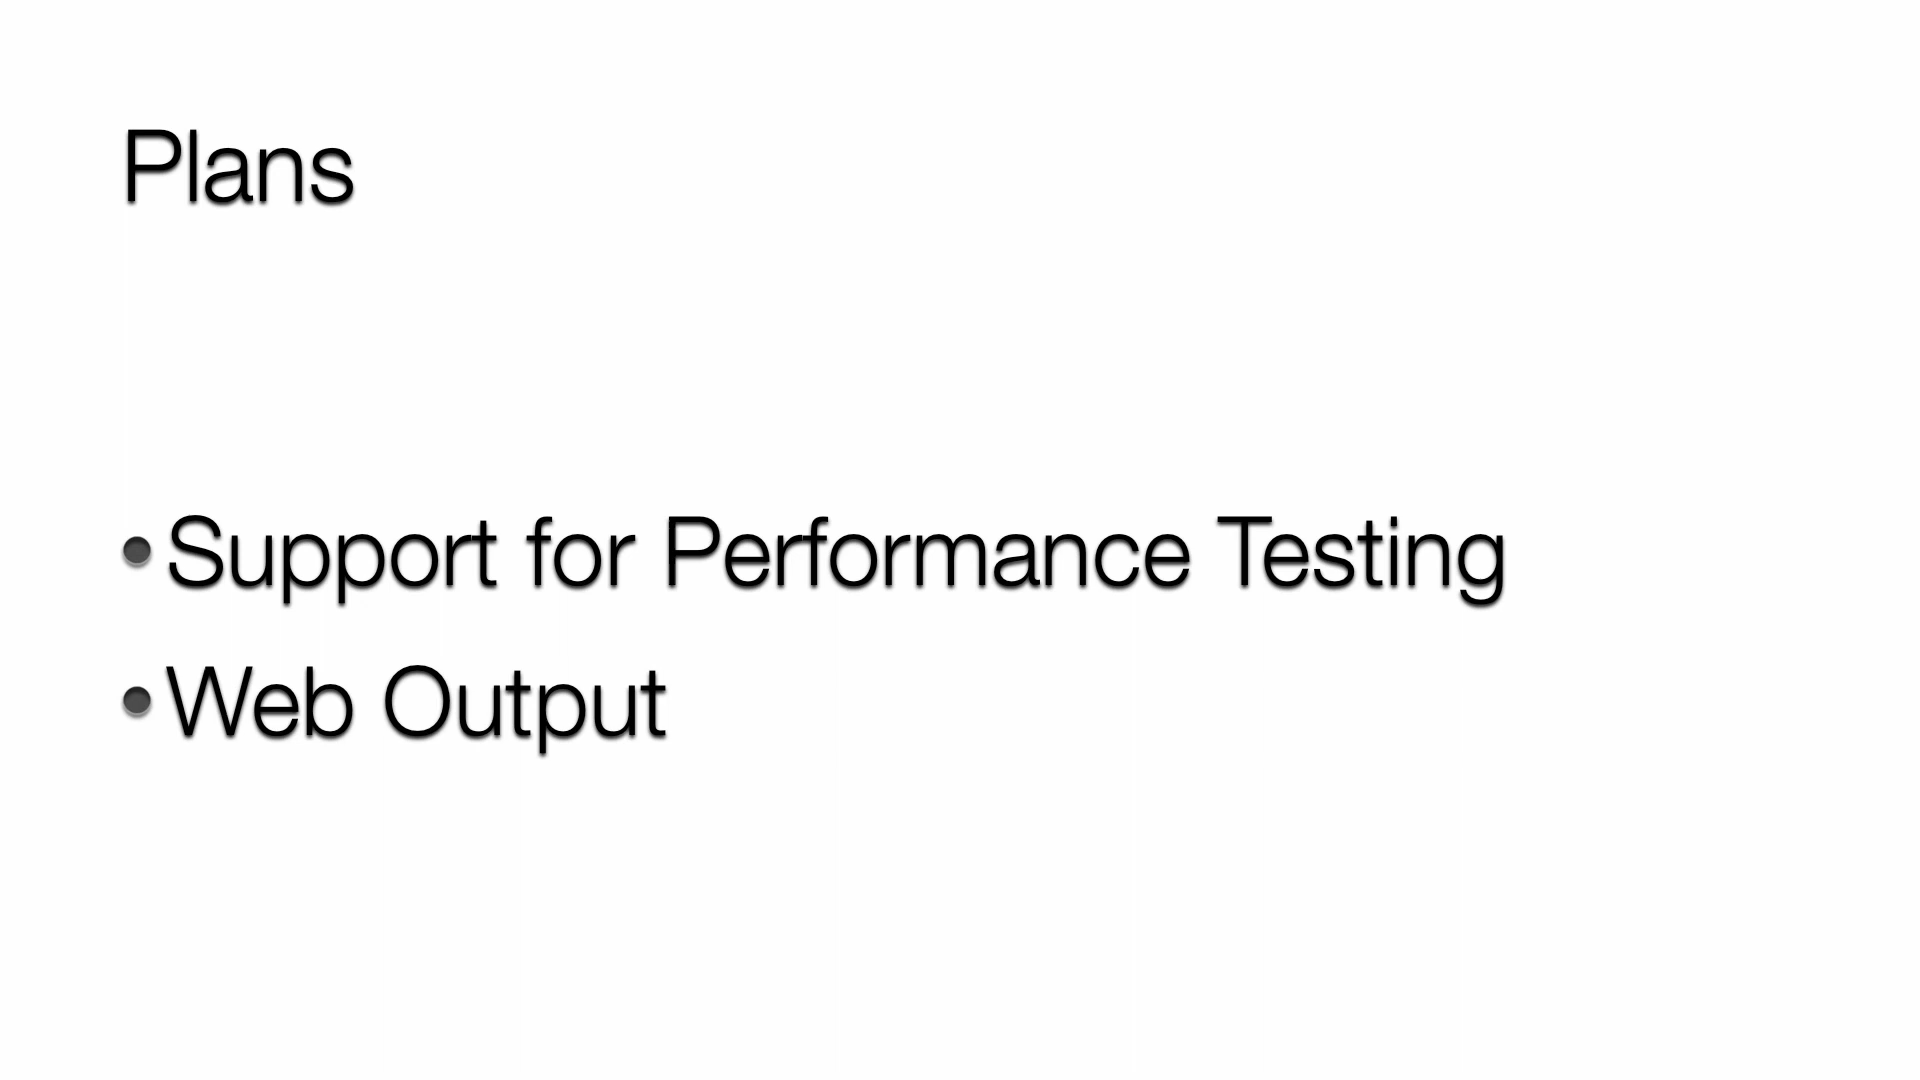 Plans
• Support for Performance Testing
• Web Output